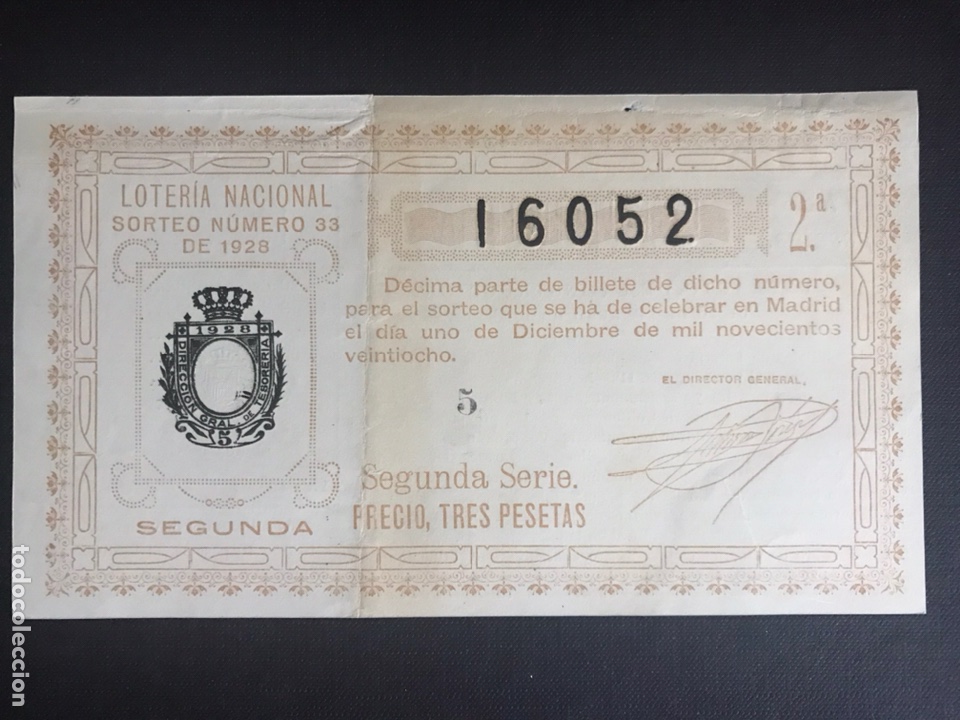 LOTERÍA NACIONAL
SORTEO NÚMERO 33
DE 1928
1928
DIRECCION GRAL. DE TESORERIA
5
SEGUNDA
16052
2.ª
Décima parte de billete de dicho número,
para el sorteo que se ha de celebrar en Madrid
el día uno de Diciembre de mil novecientos
veintiocho.
EL DIRECTOR GENERAL,
5
Segunda Serie.
PRECIO, TRES PESETAS
todocoleccion